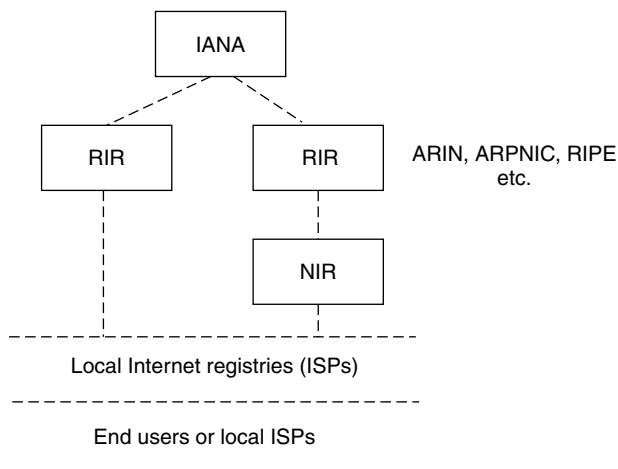 IANA
RIR
RIR
ARIN, ARPNIC, RIPE
etc.
NIR
Local Internet registries (ISPs)
End users or local ISPs